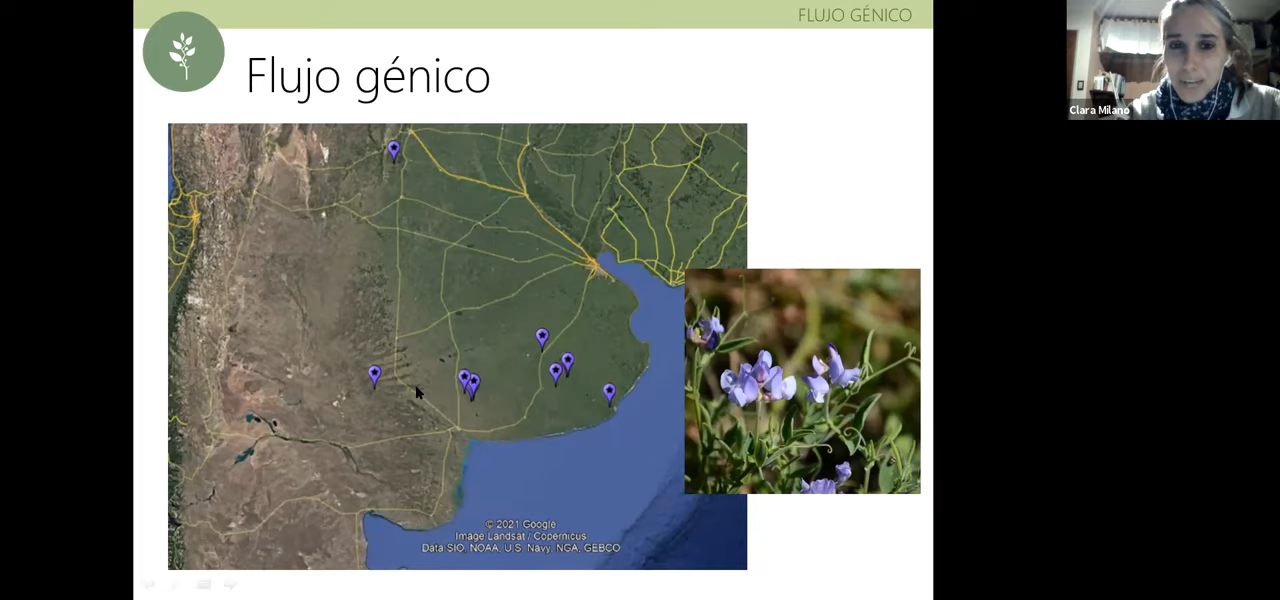 FLUJO GÉNICO
Flujo génico
Clara Milano
© 2021 Google
Image Landsat / Copernicus
Data SIO, NOAA, U.S. Navy, NGA, GEBCO